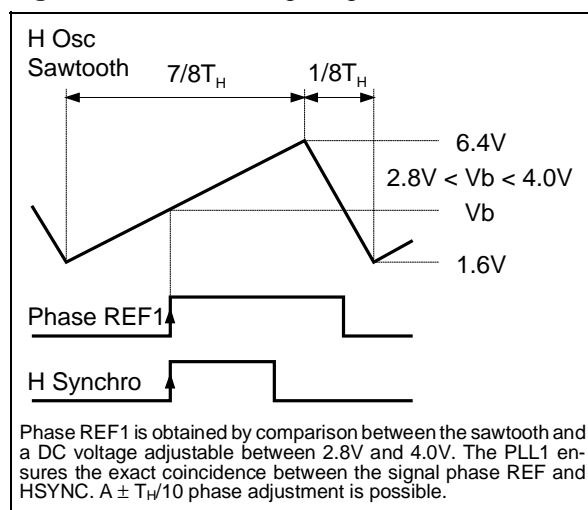 H Osc
Sawtooth
7/8T_H
1/8T_H
6.4V
2.8V < Vb < 4.0V
Vb
1.6V
Phase REF1
H Synchro
Phase REF1 is obtained by comparison between the sawtooth and
a DC voltage adjustable between 2.8V and 4.0V. The PLL1 en-
sures the exact coincidence between the signal phase REF and
HSYNC. A ± T_H/10 phase adjustment is possible.